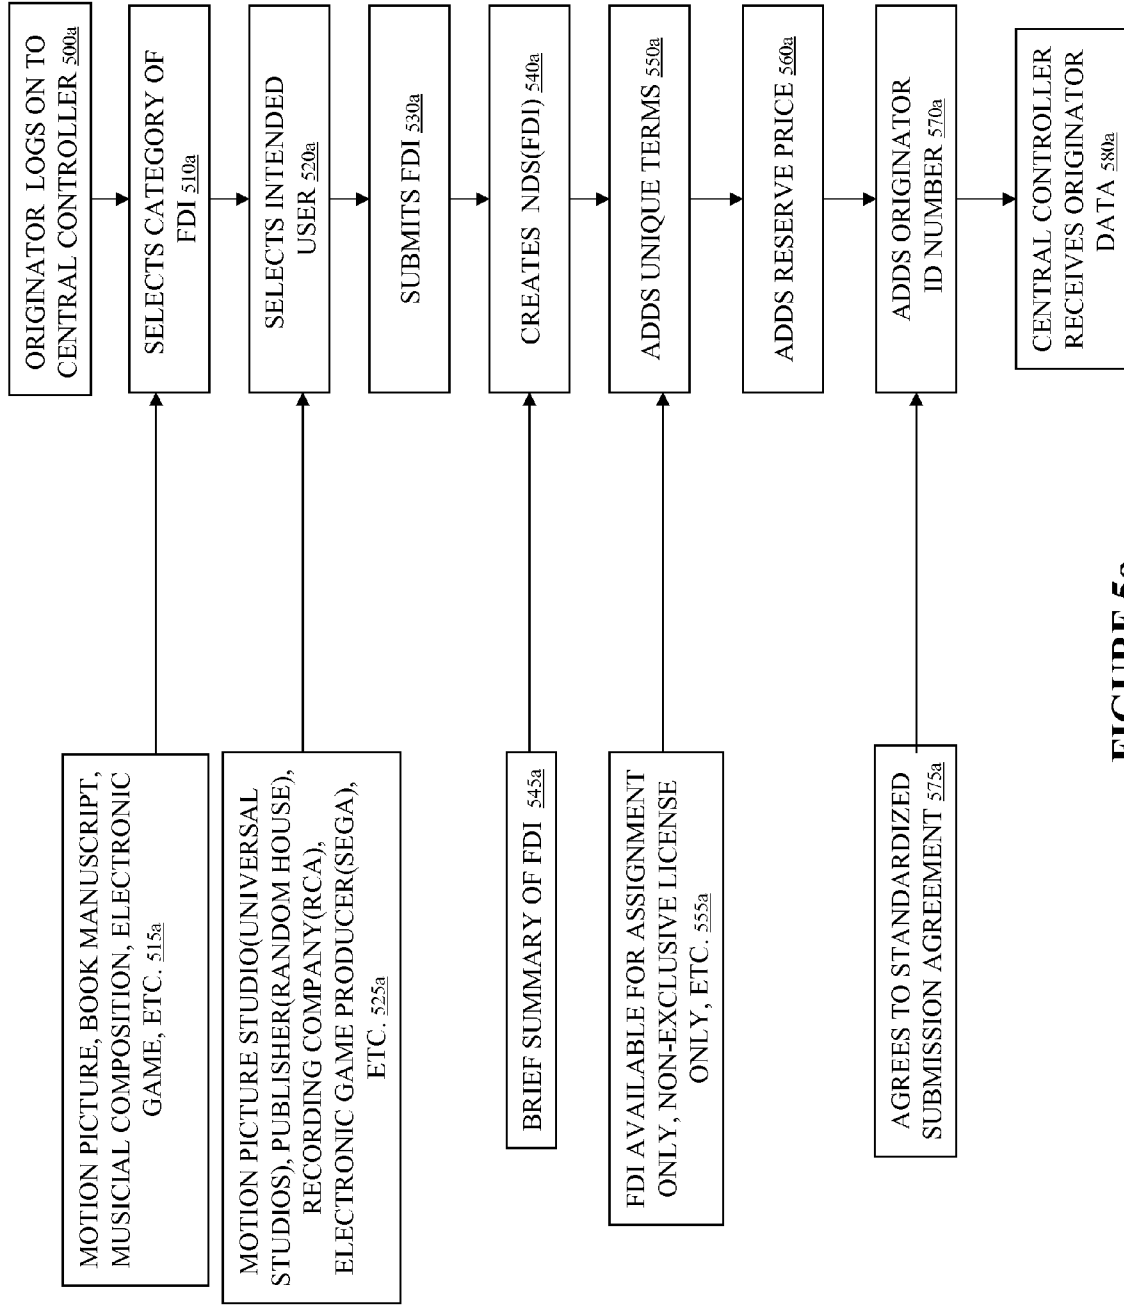 ORIGINATOR LOGS ON TO
CENTRAL CONTROLLER 500a
SELECTS CATEGORY OF
FDI 510a
SELECTS INTENDED
USER 520a
SUBMITS FDI 530a
CREATES NDS(FDI) 540a
ADDS UNIQUE TERMS 550a
ADDS RESERVE PRICE 560a
ADDS ORIGINATOR
ID NUMBER 570a
CENTRAL CONTROLLER
RECEIVES ORIGINATOR
DATA 580a
MOTION PICTURE, BOOK MANUSCRIPT,
MUSICIAL COMPOSITION, ELECTRONIC
GAME, ETC. 515a
MOTION PICTURE STUDIO(UNIVERSAL
STUDIOS), PUBLISHER(RANDOM HOUSE),
RECORDING COMPANY(RCA),
ELECTRONIC GAME PRODUCER(SEGA),
ETC. 525a
BRIEF SUMMARY OF FDI 545a
FDI AVAILABLE FOR ASSIGNMENT
ONLY, NON-EXCLUSIVE LICENSE
ONLY, ETC. 555a
AGREES TO STANDARDIZED
SUBMISSION AGREEMENT 575a
FIGURE 5a